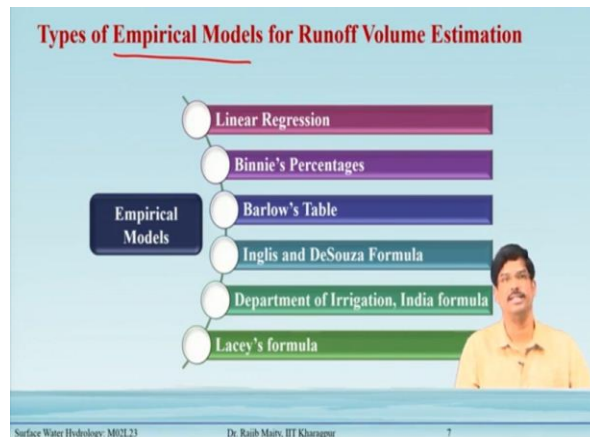 Types of Empirical Models for Runoff Volume Estimation
Linear Regression
Binnie's Percentages
Barlow's Table
Empirical
Models
Inglis and DeSouza Formula
Department of Irrigation, India formula
Lacey's formula
Surface Water Hydrology: M02L23 Dr. Rajib Maity, IIT Kharagpur 7